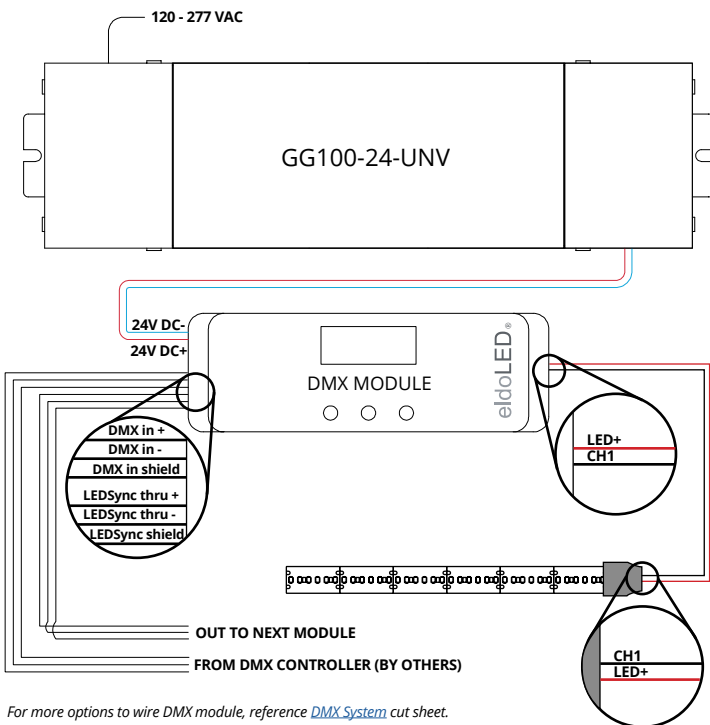 120 - 277 VAC
GG100-24-UNV
24V DC-
24V DC+
DMX MODULE
eldoLED®
DMX in +
DMX in -
DMX in shield
LEDSync thru +
LEDSync thru -
LEDSync shield
LED+
CH1
CH1
LED+
OUT TO NEXT MODULE
FROM DMX CONTROLLER (BY OTHERS)
For more options to wire DMX module, reference DMX System cut sheet.